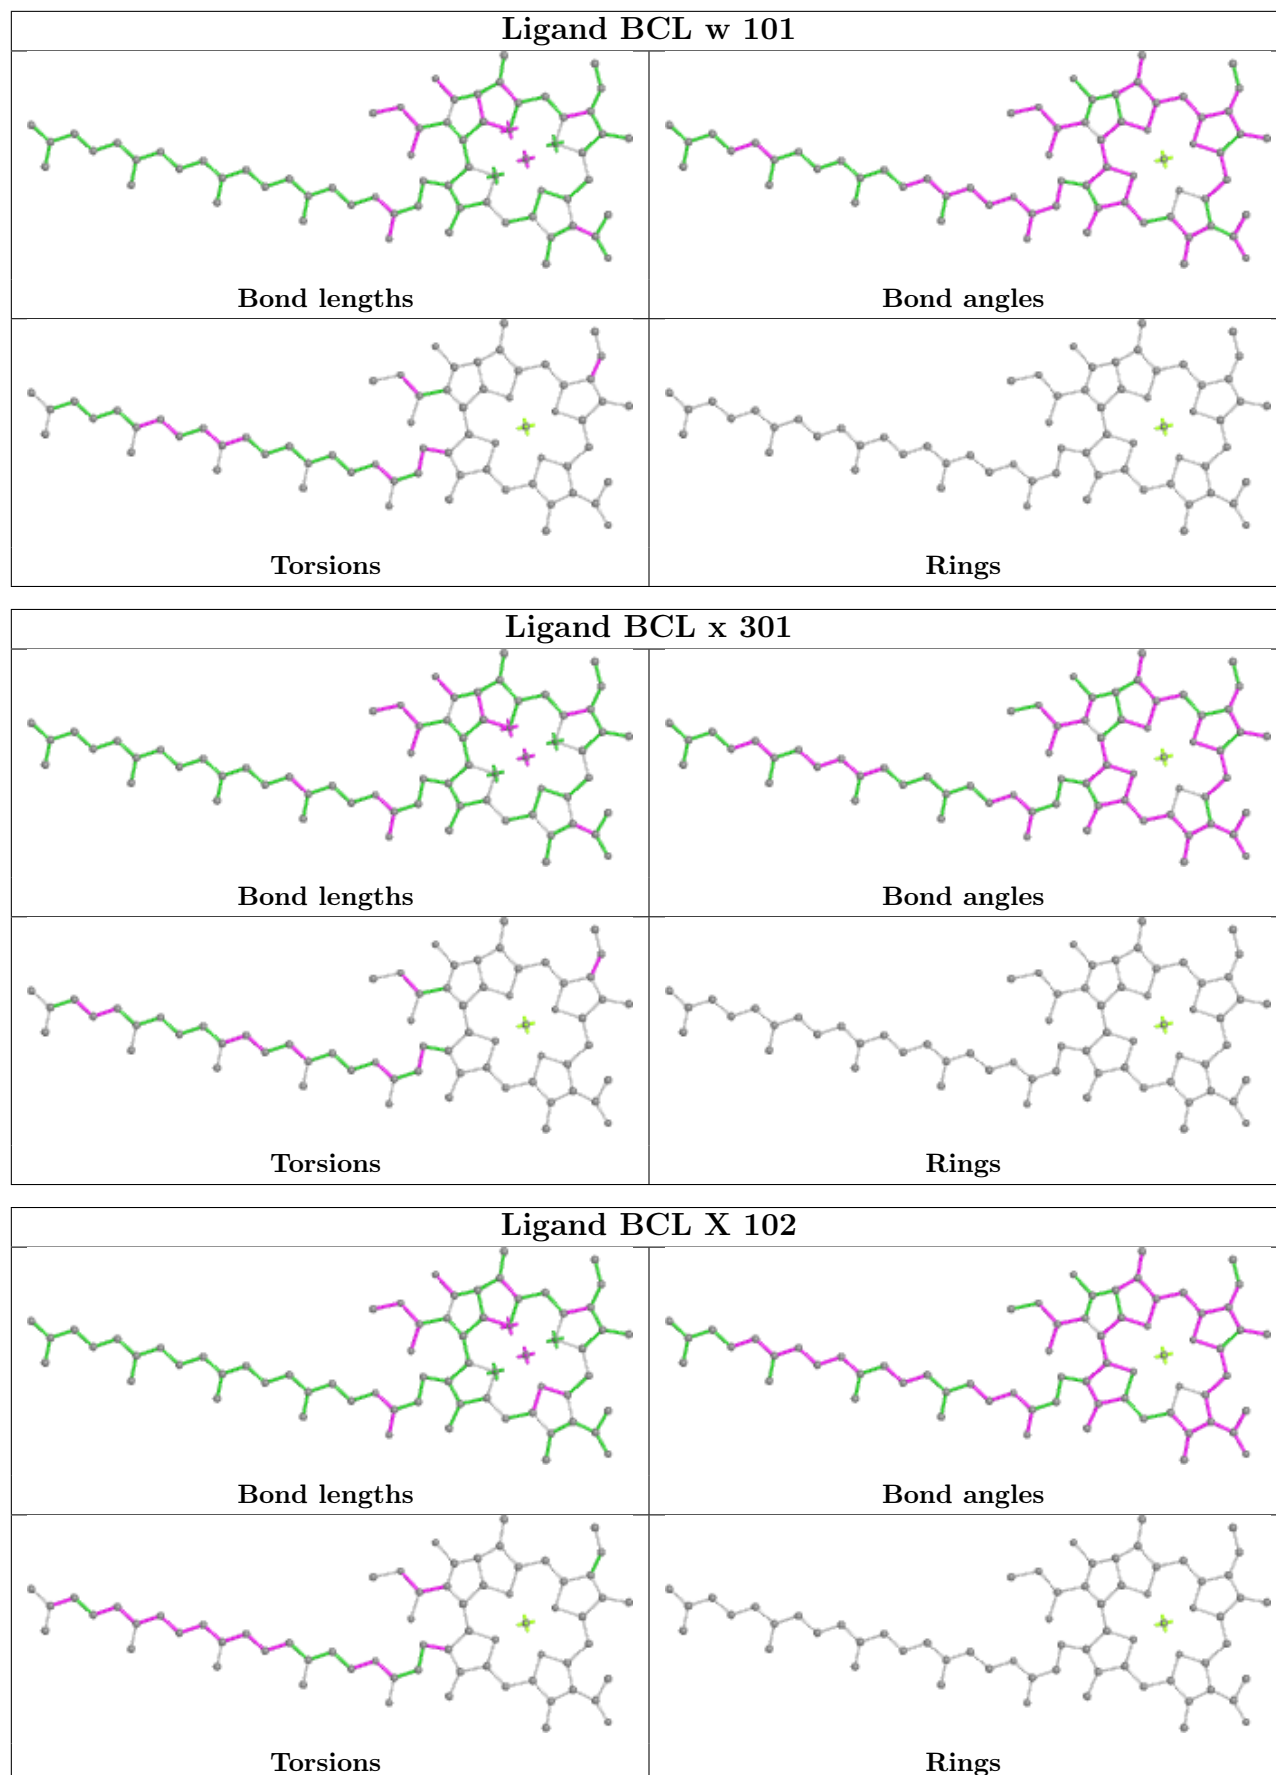 Ligand BCL w 101
Bond lengths
Bond angles
Torsions
Rings
Ligand BCL x 301
Bond lengths
Bond angles
Torsions
Rings
Ligand BCL X 102
Bond lengths
Bond angles
Torsions
Rings